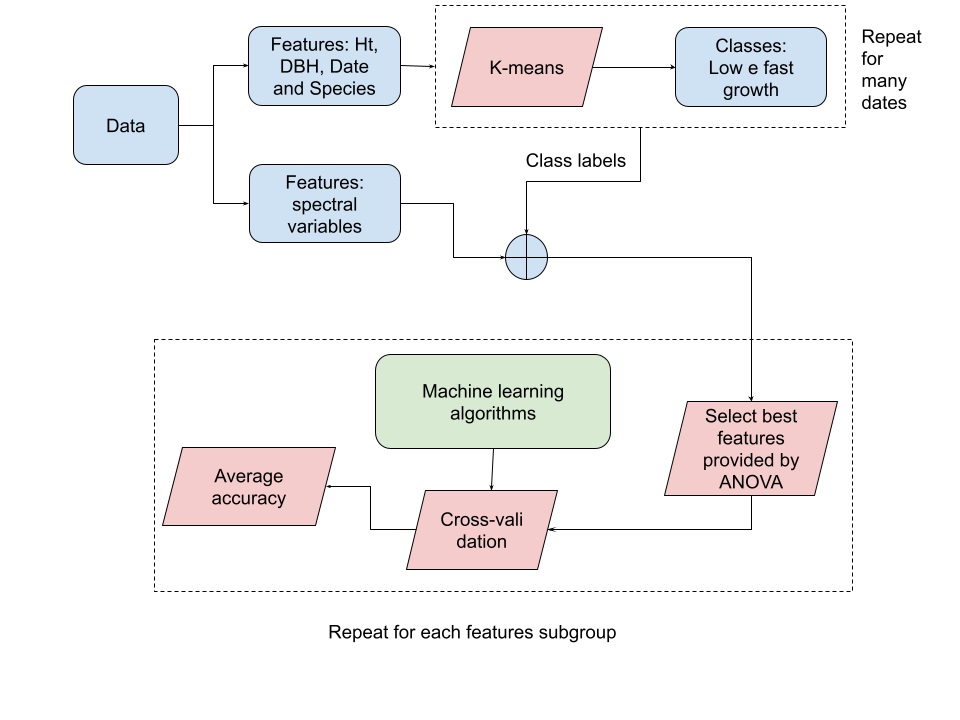 Features: Ht,
DBH, Date
and Species
K-means
Classes:
Low e fast
growth
Repeat
for
many
dates
Data
Class labels
Features:
spectral
variables
Machine learning
algorithms
Select best
features
provided by
ANOVA
Average
accuracy
Cross-vali
dation
Repeat for each features subgroup